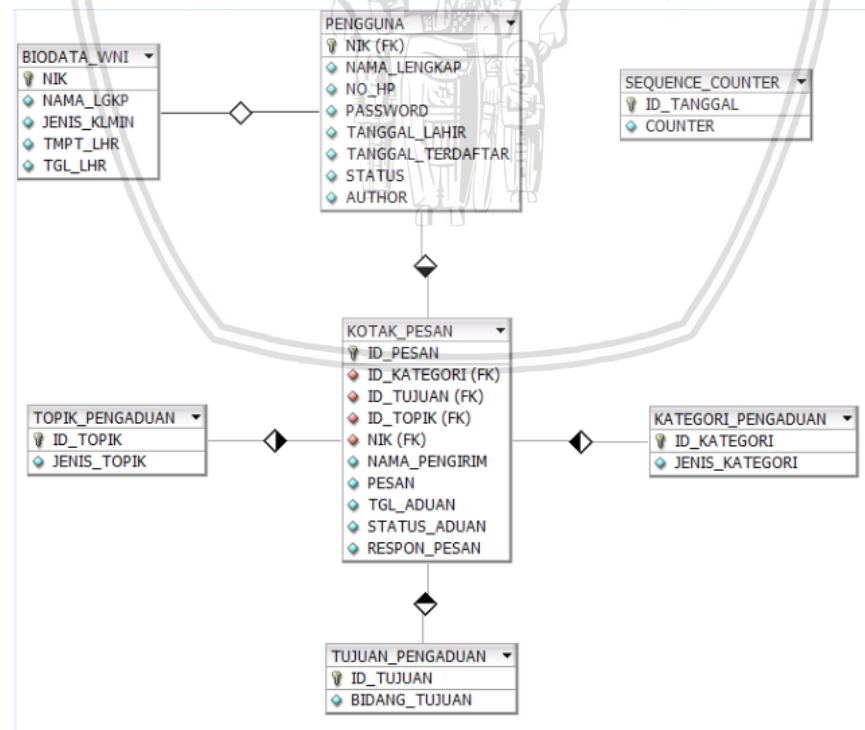 BIODATA_WNI
NIK
NAMA_LGKP
JENIS_KLMIN
TMPT_LHR
TGL_LHR
PENGGUNA
NIK (FK)
NAMA_LENGKAP
NO_HP
PASSWORD
TANGGAL_LAHIR
TANGGAL_TERDAFTAR
STATUS
AUTHOR
SEQUENCE_COUNTER
ID_TANGGAL
COUNTER
KOTAK_PESAN
ID_PESAN
ID_KATEGORI (FK)
ID_TUJUAN (FK)
ID_TOPIK (FK)
NIK (FK)
NAMA_PENGIRIM
PESAN
TGL_ADUAN
STATUS_ADUAN
RESPON_PESAN
TOPIK_PENGADUAN
ID_TOPIK
JENIS_TOPIK
KATEGORI_PENGADUAN
ID_KATEGORI
JENIS_KATEGORI
TUJUAN_PENGADUAN
ID_TUJUAN
BIDANG_TUJUAN